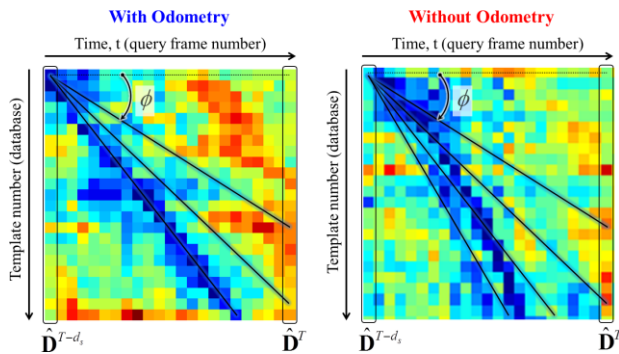 With Odometry
Time, t (query frame number)
Template number (database)
ϕ
D̂^{T-d_s}
D̂^T
Without Odometry
Time, t (query frame number)
Template number (database)
ϕ
D̂^{T-d_s}
D̂^T